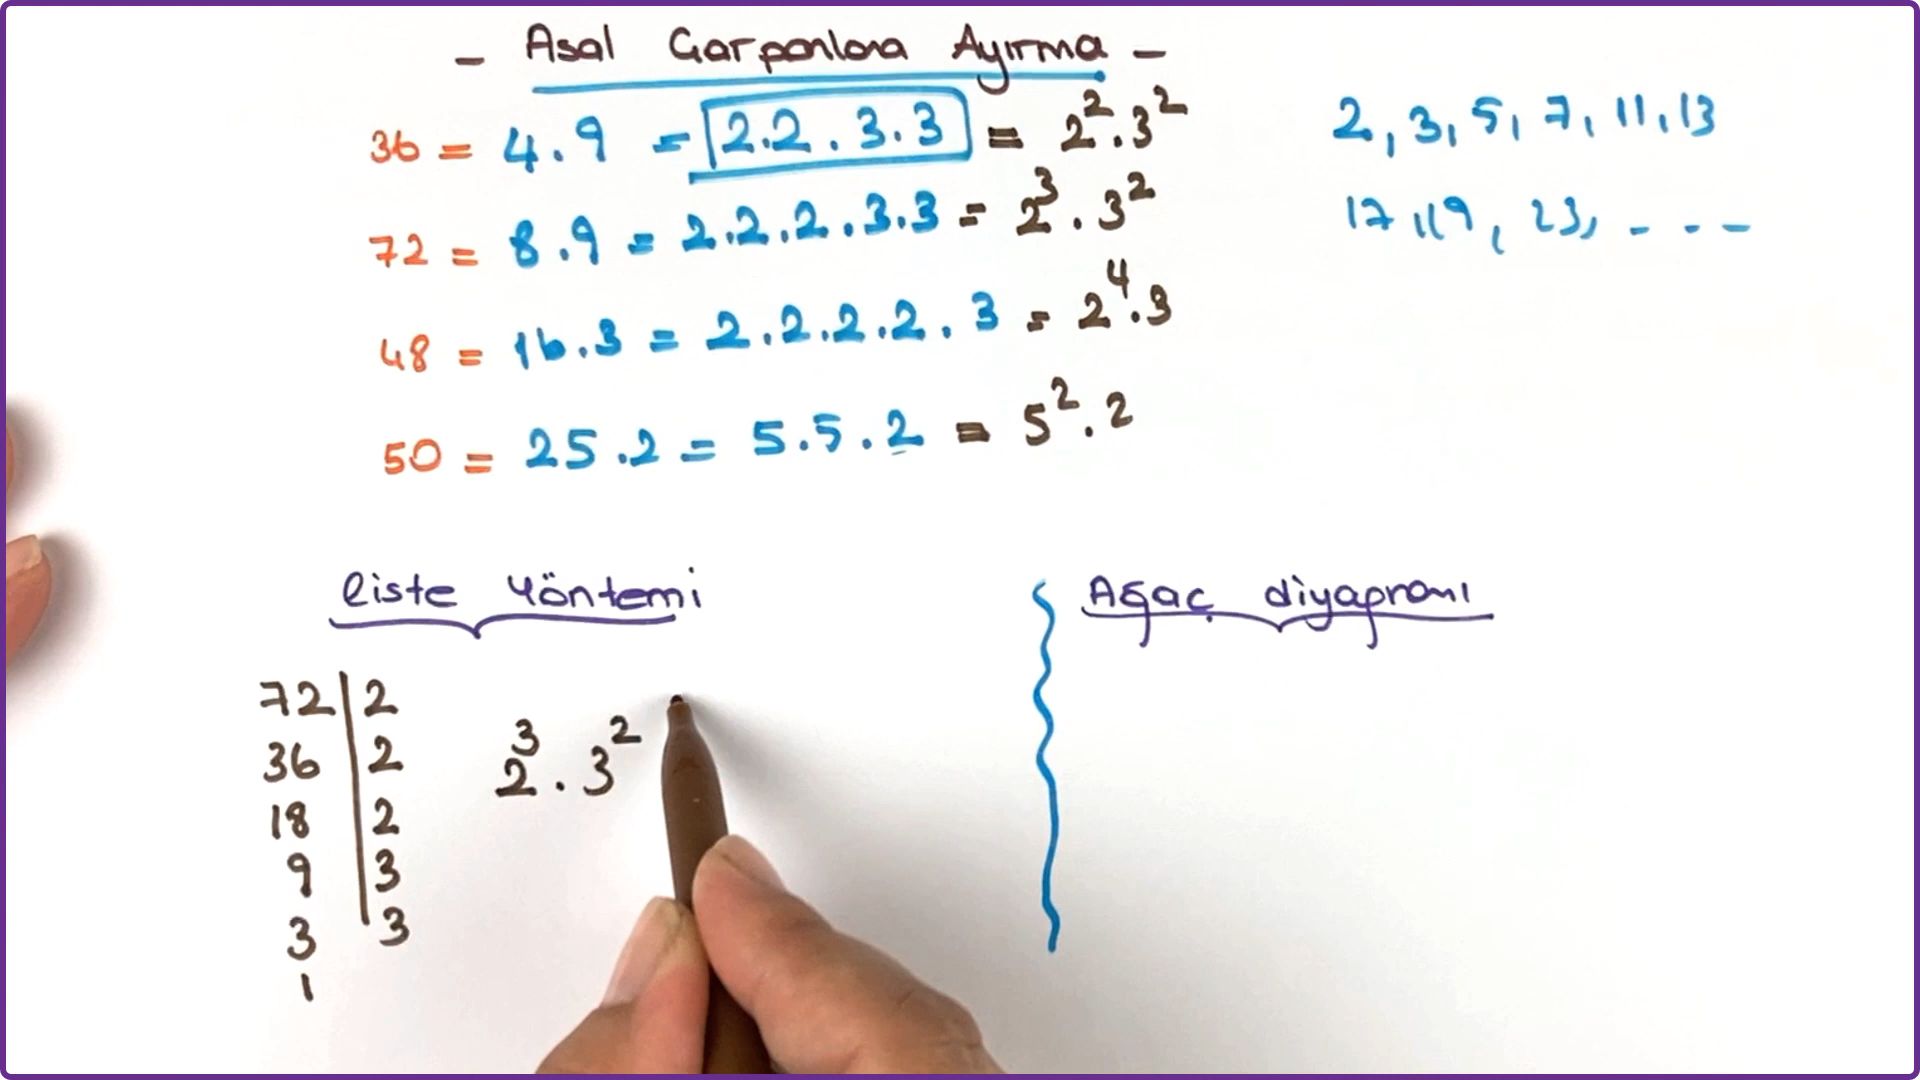 - Asal Çarpanlara Ayırma -
36 = 4.9 = 2.2.3.3 = 2².3²
72 = 8.9 = 2.2.2.3.3 = 2³.3²
48 = 16.3 = 2.2.2.2.3 = 2⁴.3
50 = 25.2 = 5.5.2 = 5².2
2, 3, 5, 7, 11, 13
17, 19, 23, ---
Liste Yöntemi
72 | 2
36 | 2
18 | 2
9 | 3
3 | 3
1
2³.3²
Ağaç diyagramı